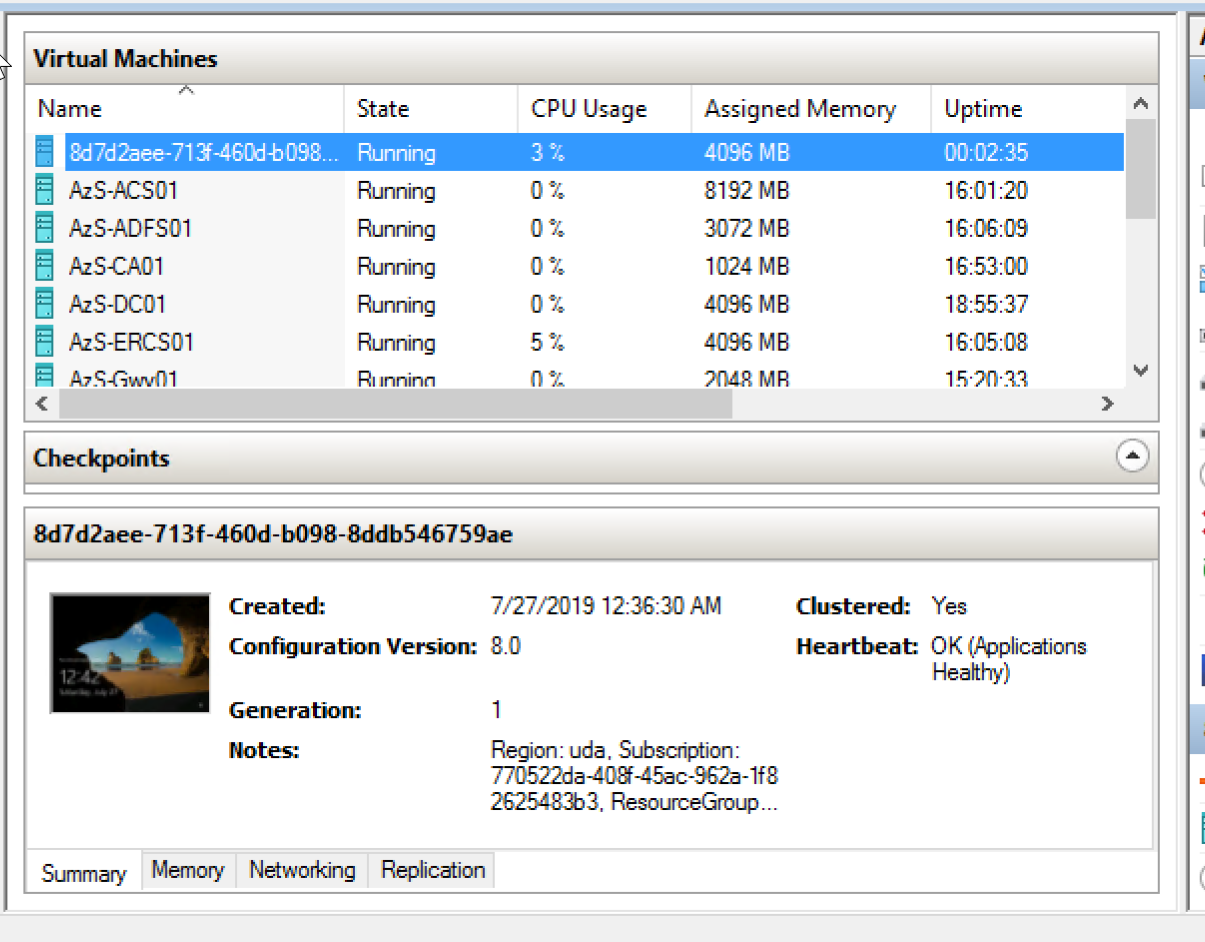 Virtual Machines
Name State CPU Usage Assigned Memory Uptime
8d7d2aee-713f-460d-b098... Running 3 % 4096 MB 00:02:35
AzS-ACS01 Running 0 % 8192 MB 16:01:20
AzS-ADFS01 Running 0 % 3072 MB 16:06:09
AzS-CA01 Running 0 % 1024 MB 16:53:00
AzS-DC01 Running 0 % 4096 MB 18:55:37
AzS-ERCS01 Running 5 % 4096 MB 16:05:08
AzS-Gwy01 Running 0 % 2048 MB 15:20:33
Checkpoints
8d7d2aee-713f-460d-b098-8ddb546759ae
Created: 7/27/2019 12:36:30 AM Clustered: Yes
Configuration Version: 8.0 Heartbeat: OK (Applications
Healthy)
12:42
Generation: 1
Notes: Region: uda, Subscription:
770522da-408f-45ac-962a-1f8
2625483b3, ResourceGroup...
Summary Memory Networking Replication